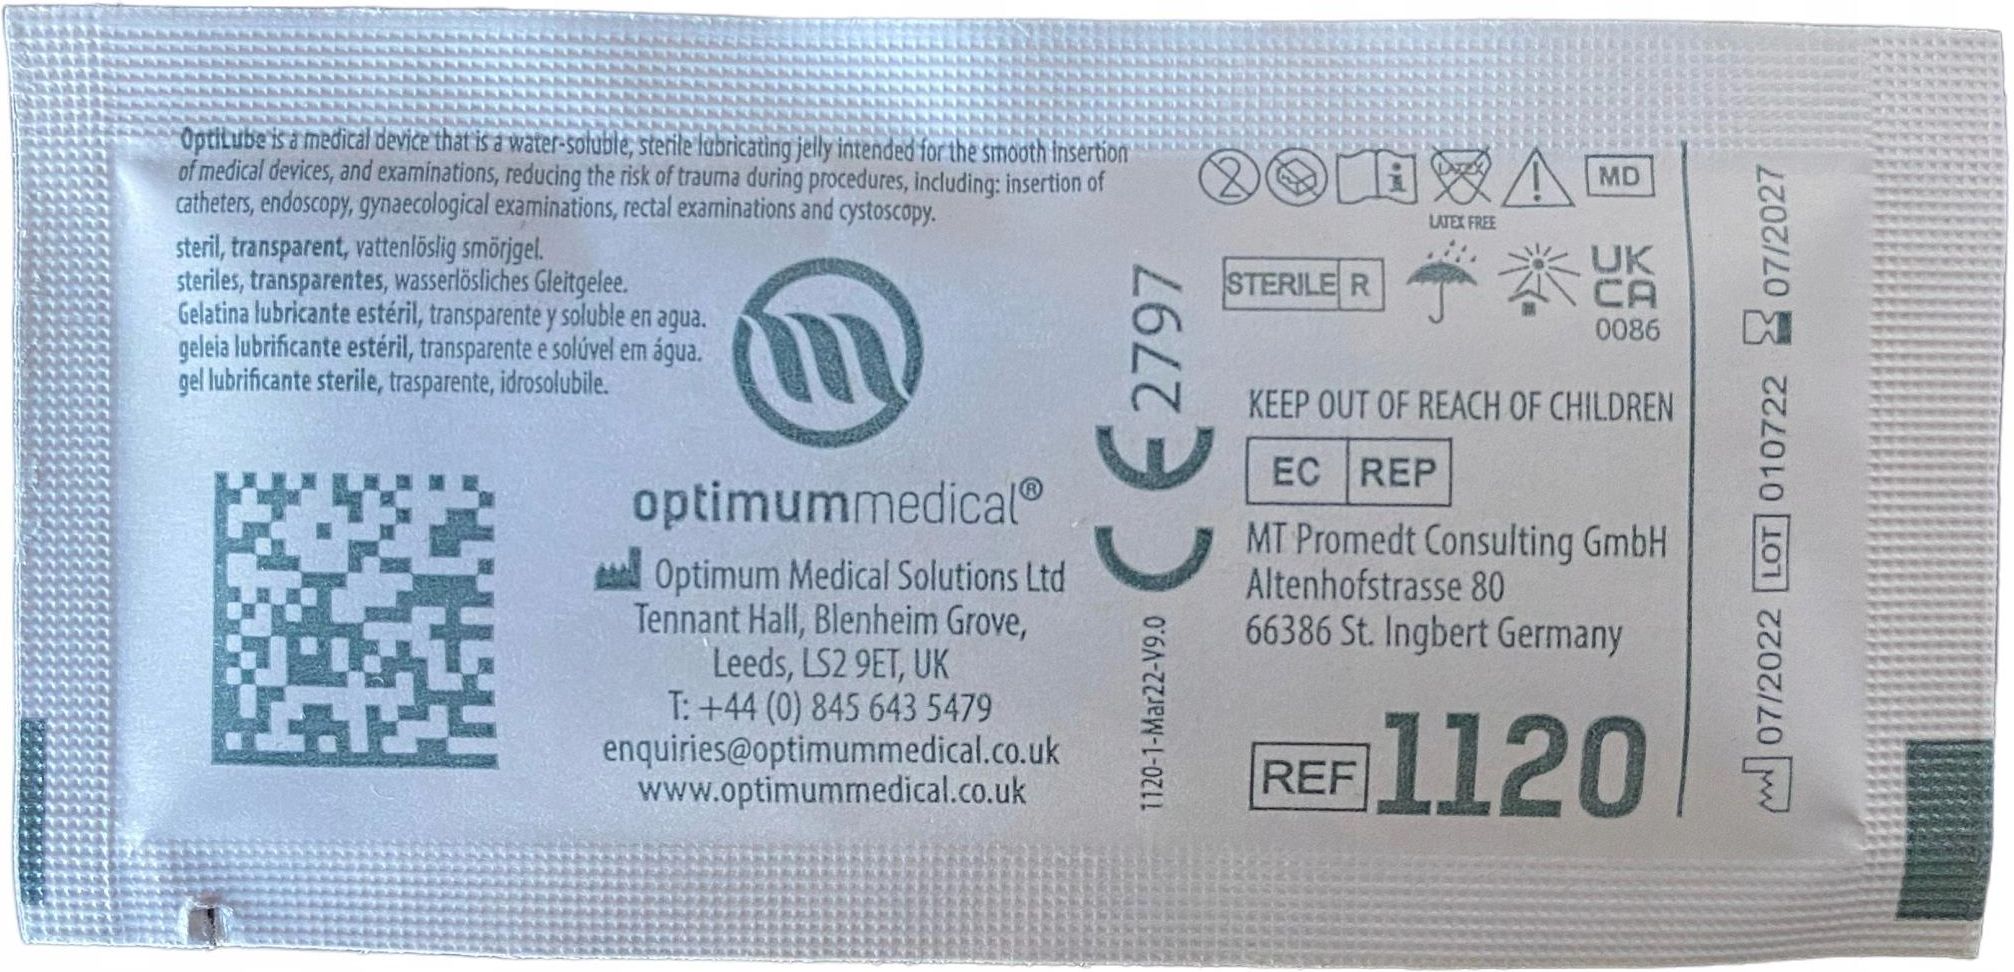 OptiLube is a medical device that is a water-soluble, sterile lubricating jelly intended for the smooth insertion
of medical devices, and examinations, reducing the risk of trauma during procedures, including: insertion of
catheters, endoscopy, gynaecological examinations, rectal examinations and cystoscopy.
steril, transparent, vattenlöslig smörjgel.
steriles, transparentes, wasserlösliches Gleitgelee.
Gelatina lubricante estéril, transparente y soluble en agua.
geleia lubrificante estéril, transparente e solúvel em água.
gel lubrificante sterile, trasparente, idrosolubile.
optimummedical®
Optimum Medical Solutions Ltd
Tennant Hall, Blenheim Grove,
Leeds, LS2 9ET, UK
T: +44 (0) 845 643 5479
enquiries@optimummedical.co.uk
www.optimummedical.co.uk
CE 2797
1120-1-Mar22-V9.0
2
LATEX
LATEX FREE
MD
STERILE R
UK
CA
0086
KEEP OUT OF REACH OF CHILDREN
EC REP
MT Promedt Consulting GmbH
Altenhofstrasse 80
66386 St. Ingbert Germany
REF 1120
07/2022 LOT 010722 07/2027